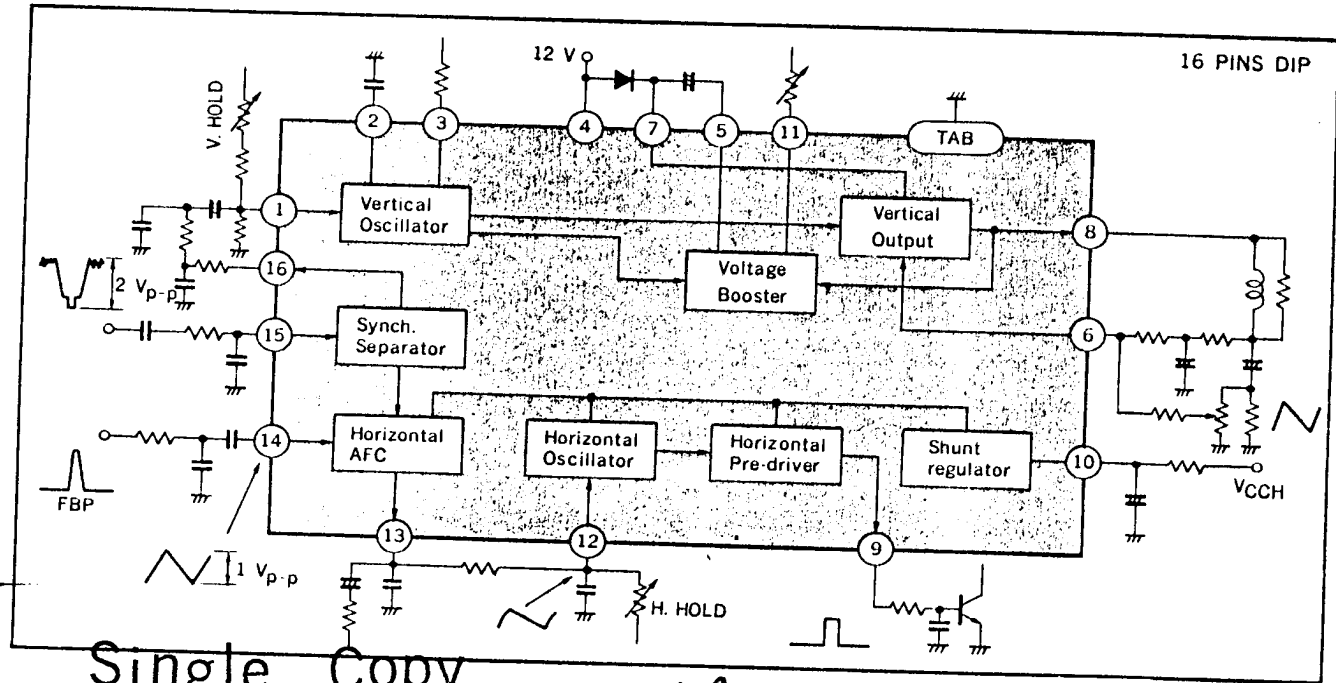 16 PINS DIP
12 V
V. HOLD
2
3
4
7
5
11
TAB
1
Vertical
Oscillator
Vertical
Output
8
16
2 Vp-p
Voltage
Booster
15
Synch.
Separator
6
14
Horizontal
AFC
Horizontal
Oscillator
Horizontal
Pre-driver
Shunt
regulator
10
VCCH
FBP
13
12
9
1 Vp-p
H. HOLD
Single Copy